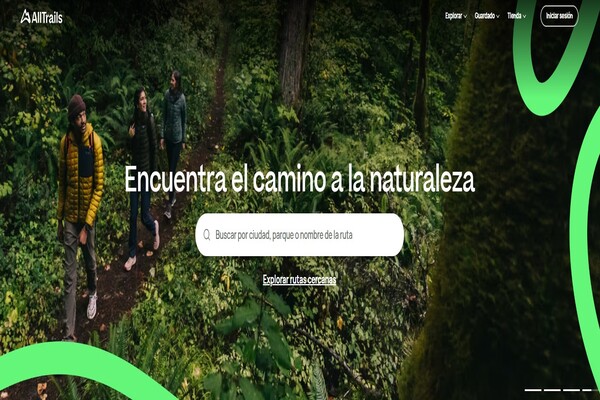 AllTrails
Explorar
Guardado
Tienda
Iniciar sesión
Encuentra el camino a la naturaleza
Buscar por ciudad, parque o nombre de la ruta
Explorar rutas cercanas